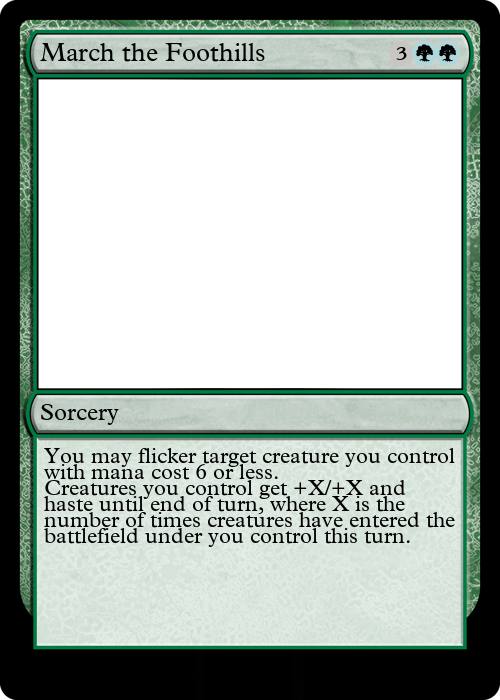 March the Foothills
3
Sorcery
You may flicker target creature you control
with mana cost 6 or less.
Creatures you control get +X/+X and
haste until end of turn, where X is the
number of times creatures have entered the
battlefield under you control this turn.